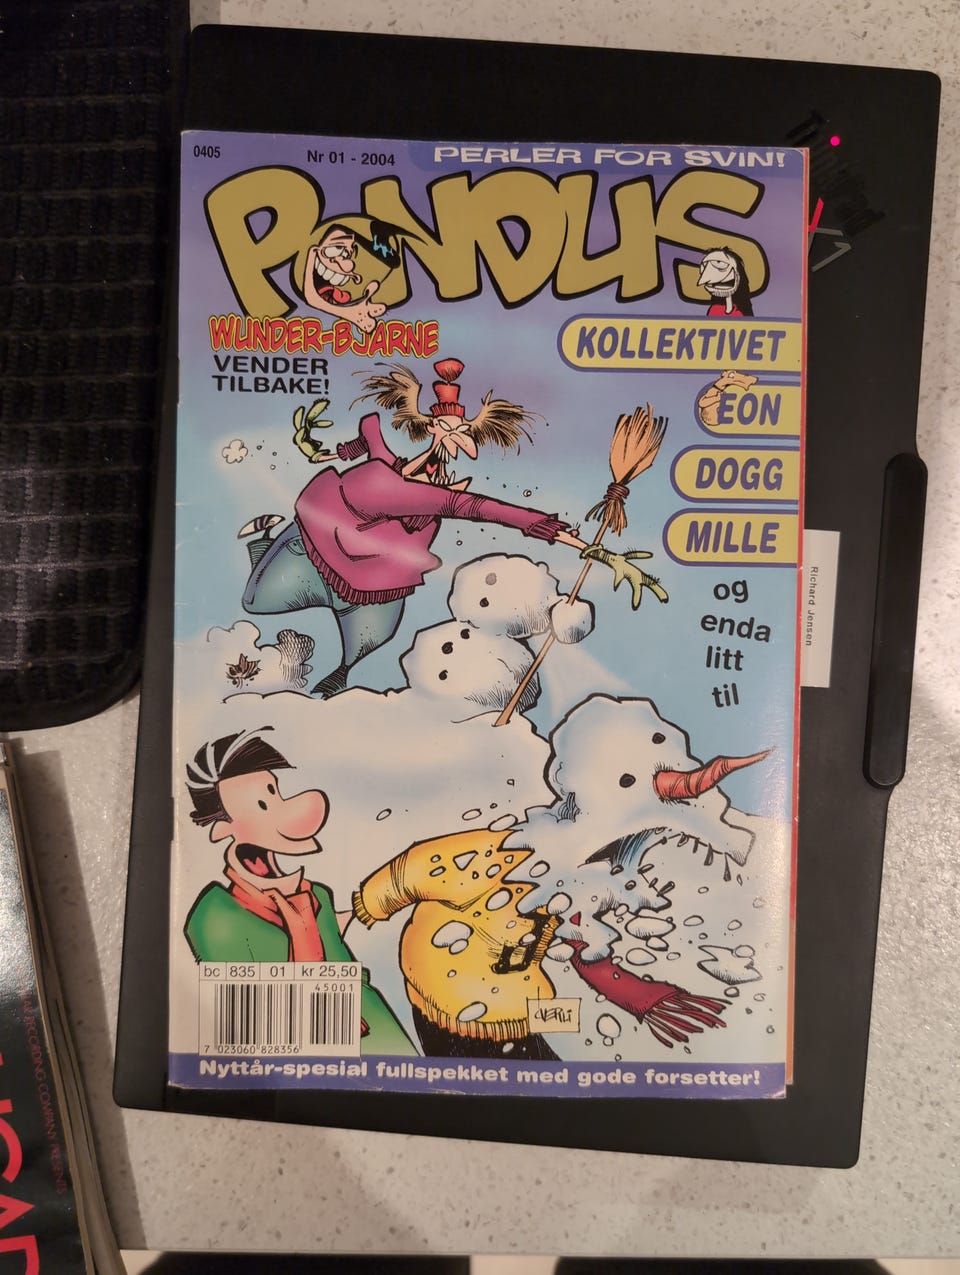 0405
Nr 01 - 2004
PERLER FOR SVIN!
PONDUS
WUNDER-BJARNE
VENDER
TILBAKE!
KOLLEKTIVET
EON
DOGG
MILLE
og
enda
litt
til
Richard Jensen
bc 835 01 kr 25,50
45001
7 023060 828356
VERLI
Nyttår-spesial fullspekket med gode forsetter!